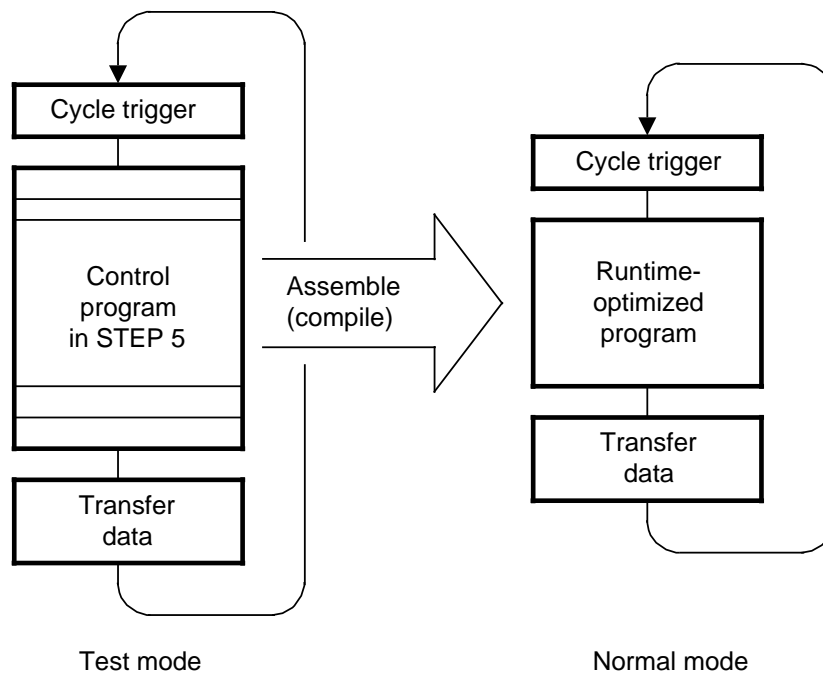 Cycle trigger
Control
program
in STEP 5
Transfer
data
Test mode
Assemble
(compile)
Cycle trigger
Runtime-
optimized
program
Transfer
data
Normal mode